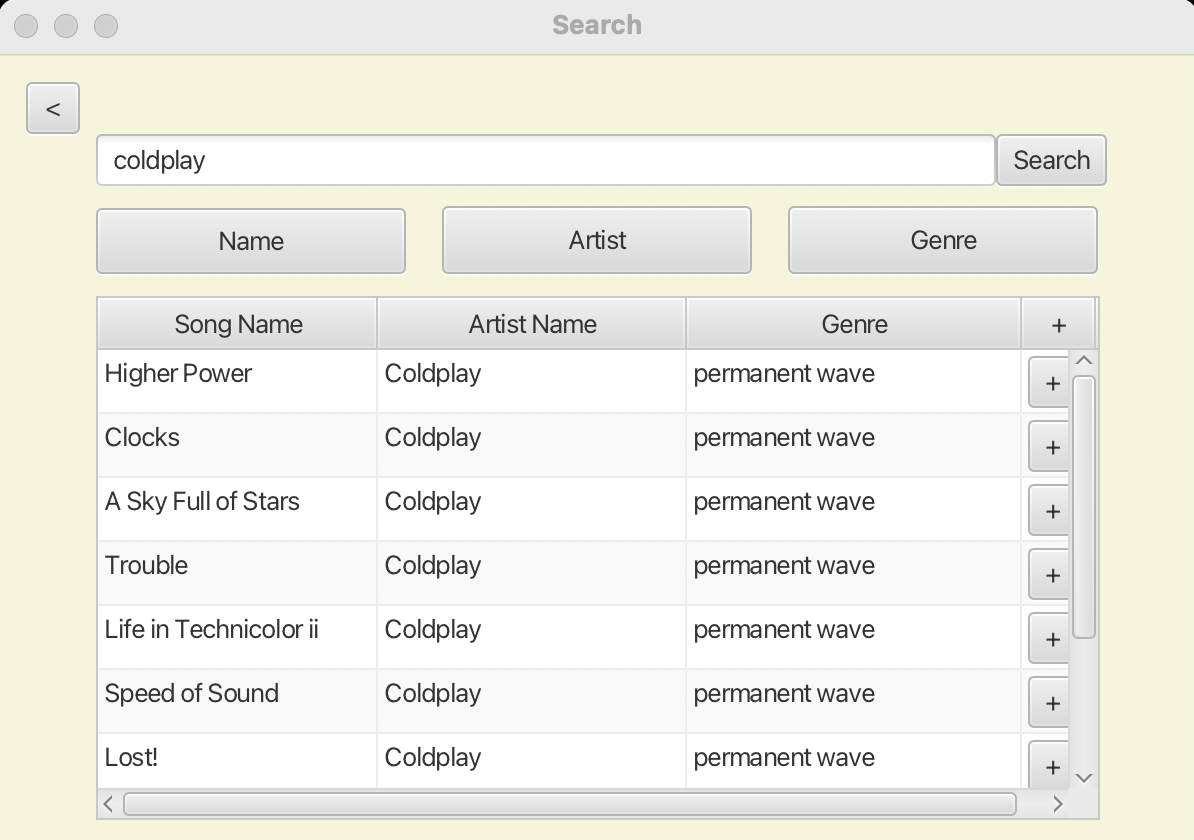 Search
<
coldplay Search
Name Artist Genre
Song Name Artist Name Genre +
Higher Power Coldplay permanent wave +
Clocks Coldplay permanent wave +
A Sky Full of Stars Coldplay permanent wave +
Trouble Coldplay permanent wave +
Life in Technicolor ii Coldplay permanent wave +
Speed of Sound Coldplay permanent wave +
Lost! Coldplay permanent wave +